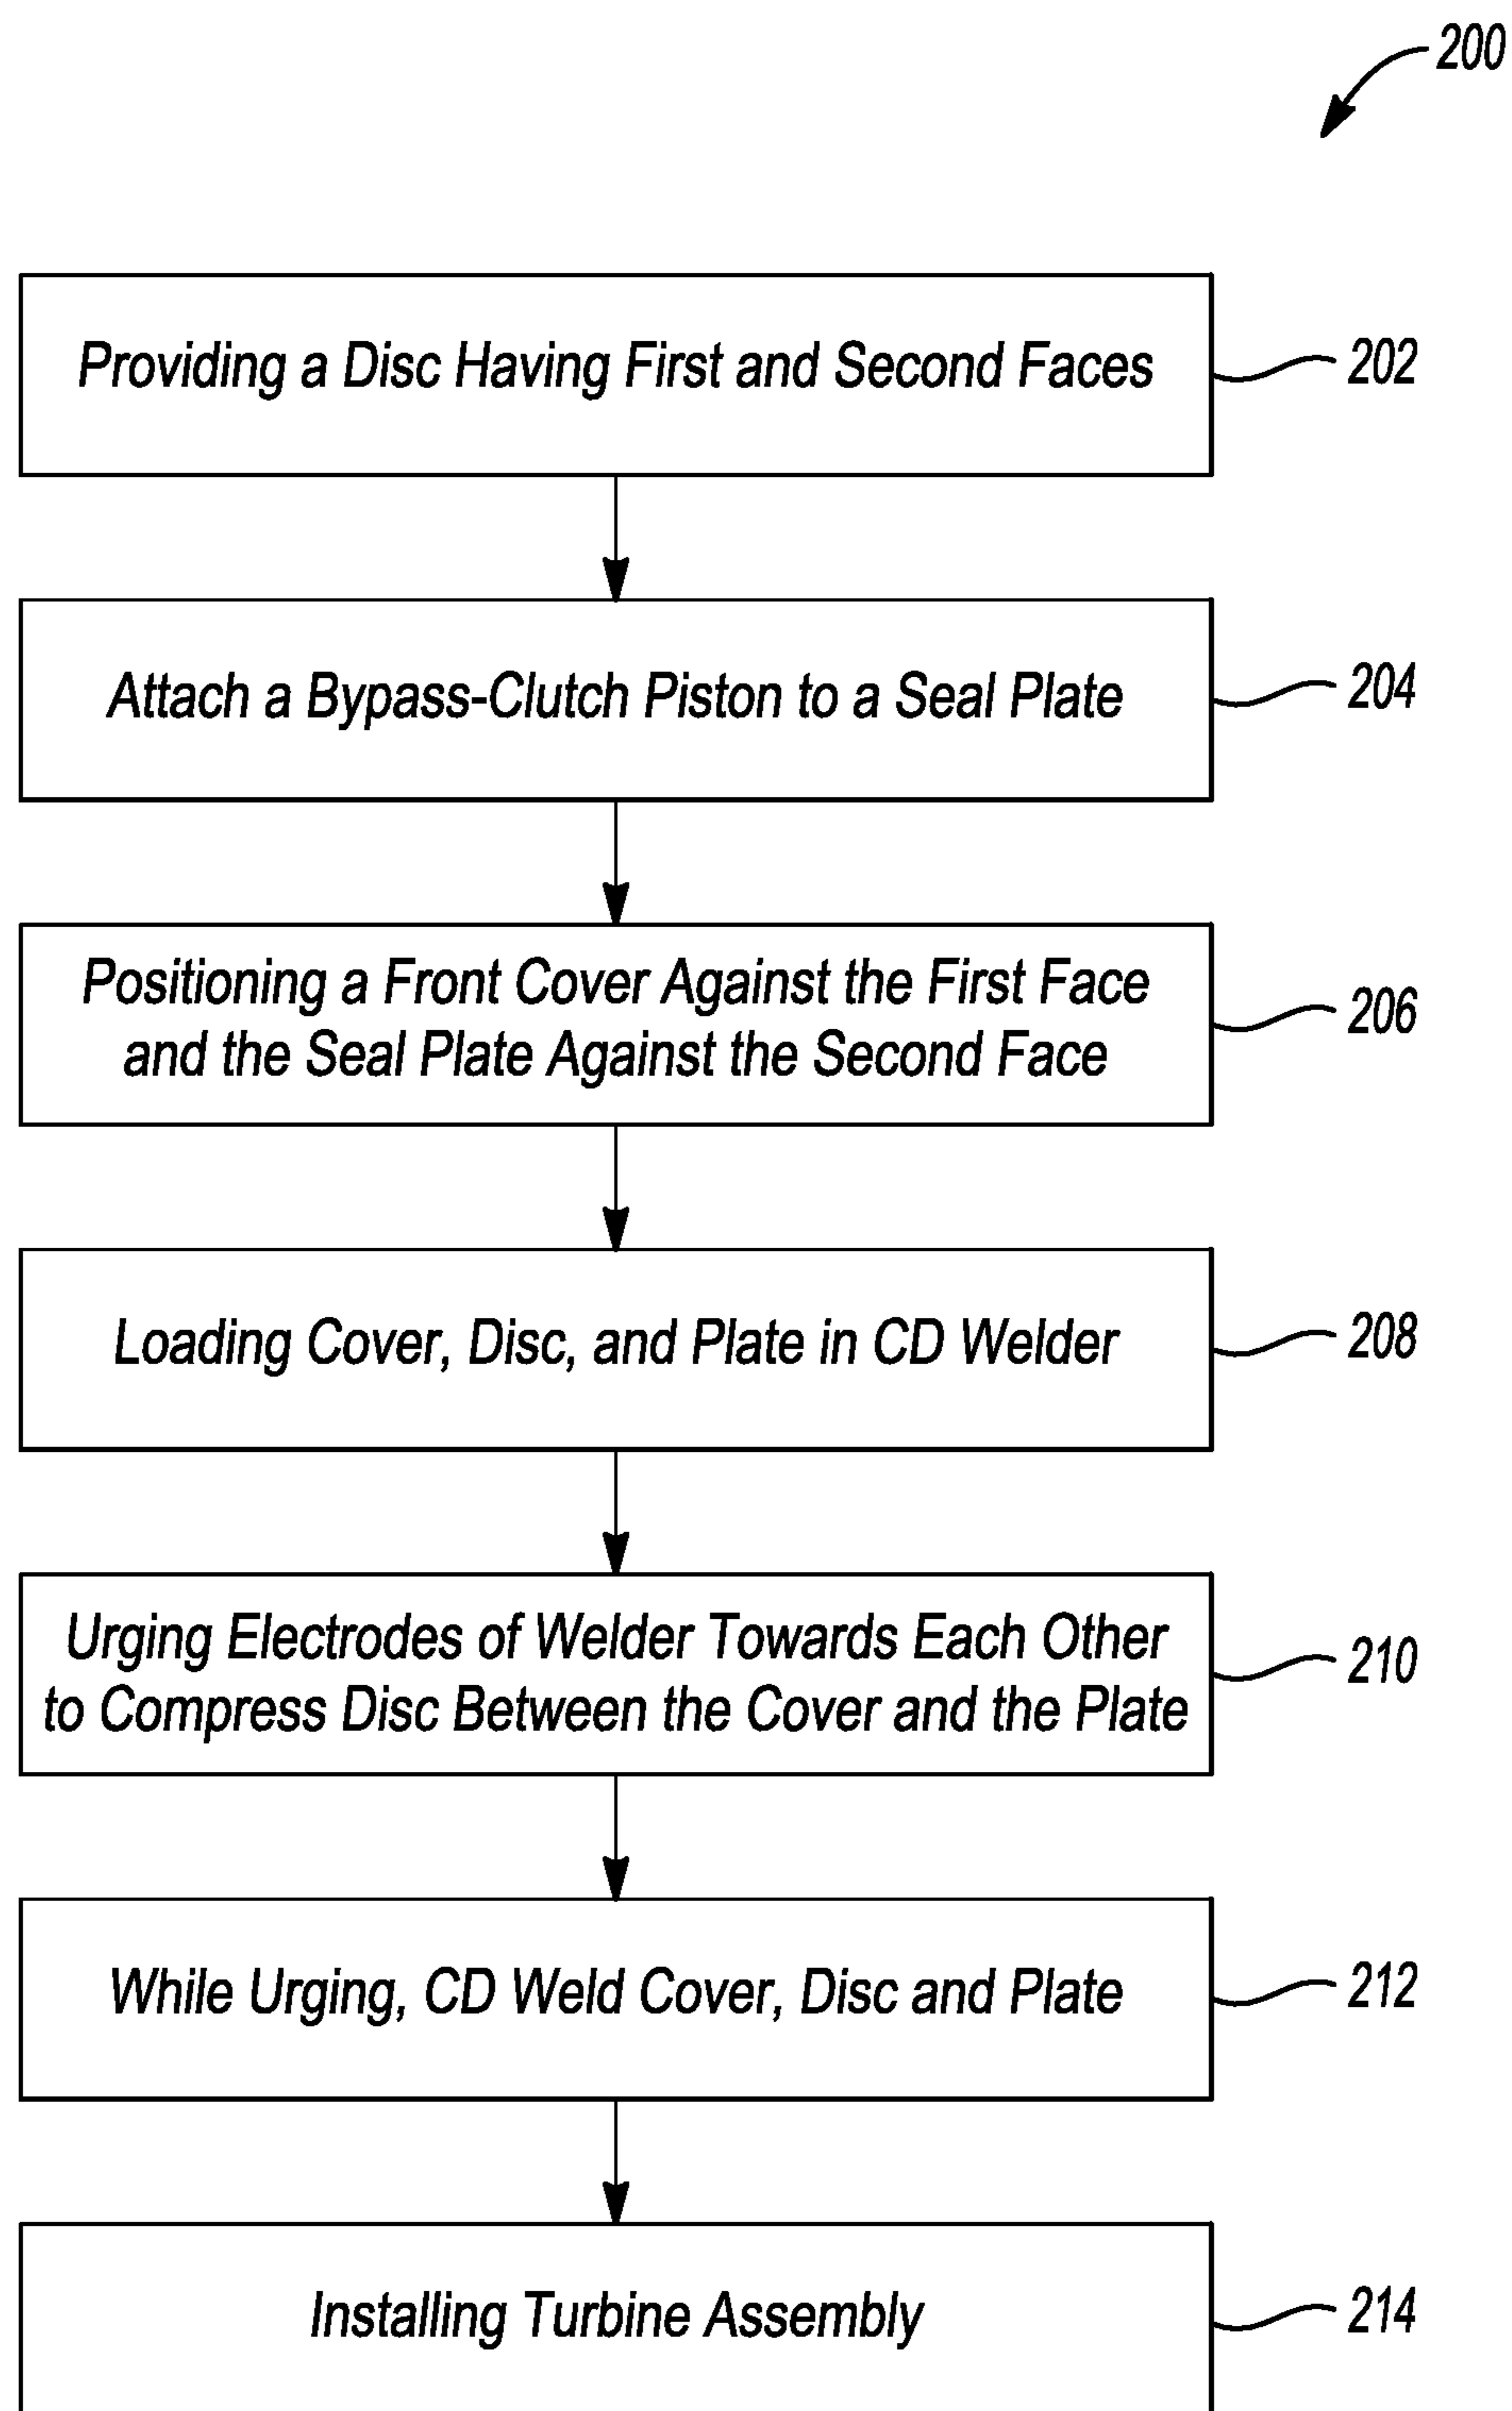 200
Providing a Disc Having First and Second Faces
202
Attach a Bypass-Clutch Piston to a Seal Plate
204
Positioning a Front Cover Against the First Face
and the Seal Plate Against the Second Face
206
Loading Cover, Disc, and Plate in CD Welder
208
Urging Electrodes of Welder Towards Each Other
to Compress Disc Between the Cover and the Plate
210
While Urging, CD Weld Cover, Disc and Plate
212
Installing Turbine Assembly
214